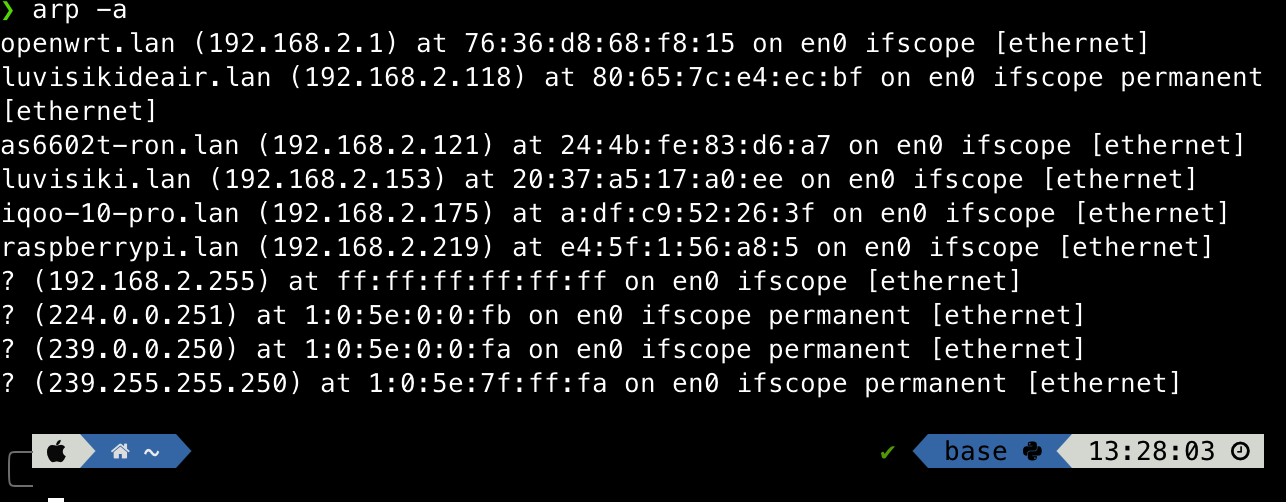 ❯ arp -a
openwrt.lan (192.168.2.1) at 76:36:d8:68:f8:15 on en0 ifscope [ethernet]
luvisikideair.lan (192.168.2.118) at 80:65:7c:e4:ec:bf on en0 ifscope permanent
[ethernet]
as6602t-ron.lan (192.168.2.121) at 24:4b:fe:83:d6:a7 on en0 ifscope [ethernet]
luvisiki.lan (192.168.2.153) at 20:37:a5:17:a0:ee on en0 ifscope [ethernet]
iqoo-10-pro.lan (192.168.2.175) at a:df:c9:52:26:3f on en0 ifscope [ethernet]
raspberrypi.lan (192.168.2.219) at e4:5f:1:56:a8:5 on en0 ifscope [ethernet]
? (192.168.2.255) at ff:ff:ff:ff:ff:ff on en0 ifscope [ethernet]
? (224.0.0.251) at 1:0:5e:0:0:fb on en0 ifscope permanent [ethernet]
? (239.0.0.250) at 1:0:5e:0:0:fa on en0 ifscope permanent [ethernet]
? (239.255.255.250) at 1:0:5e:7f:ff:fa on en0 ifscope permanent [ethernet]
~ ✔ base 13:28:03